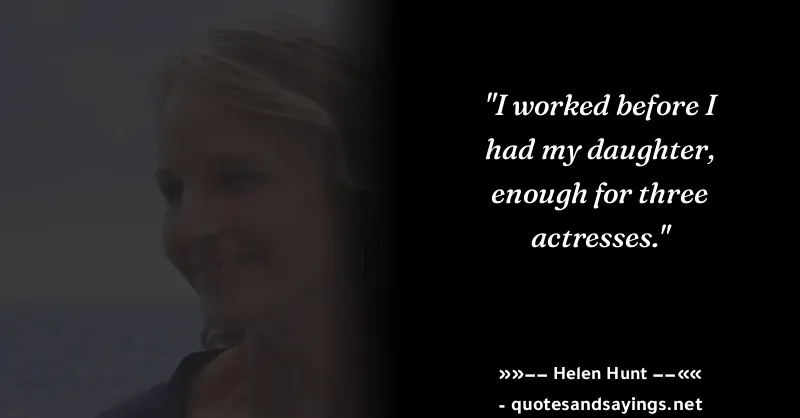 "I worked before I
had my daughter,
enough for three
actresses."
»»−− Helen Hunt −−««
- quotesandsayings.net